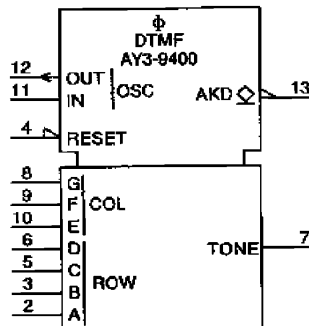 Φ
DTMF
AY3-9400
12 OUT
11 IN
OSC
AKD 13
4 RESET
8 G
9 F COL
10 E
6 D
TONE 7
5 C
3 B ROW
2 A